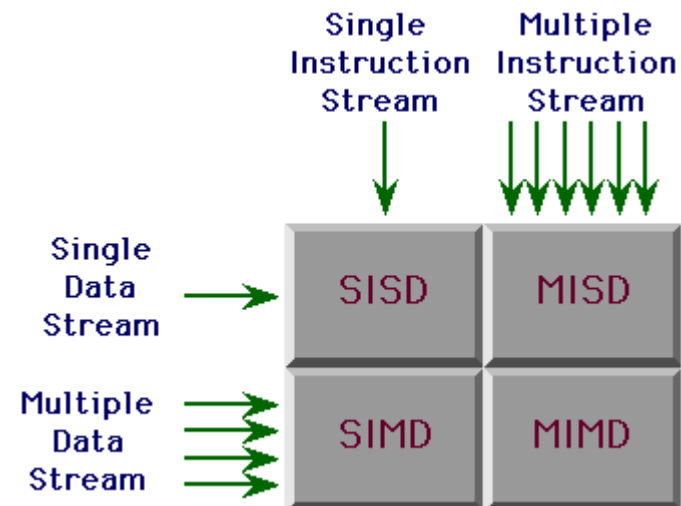 Single
Instruction
Stream
Multiple
Instruction
Stream
Single
Data
Stream
SISD
MISD
Multiple
Data
Stream
SIMD
MIMD